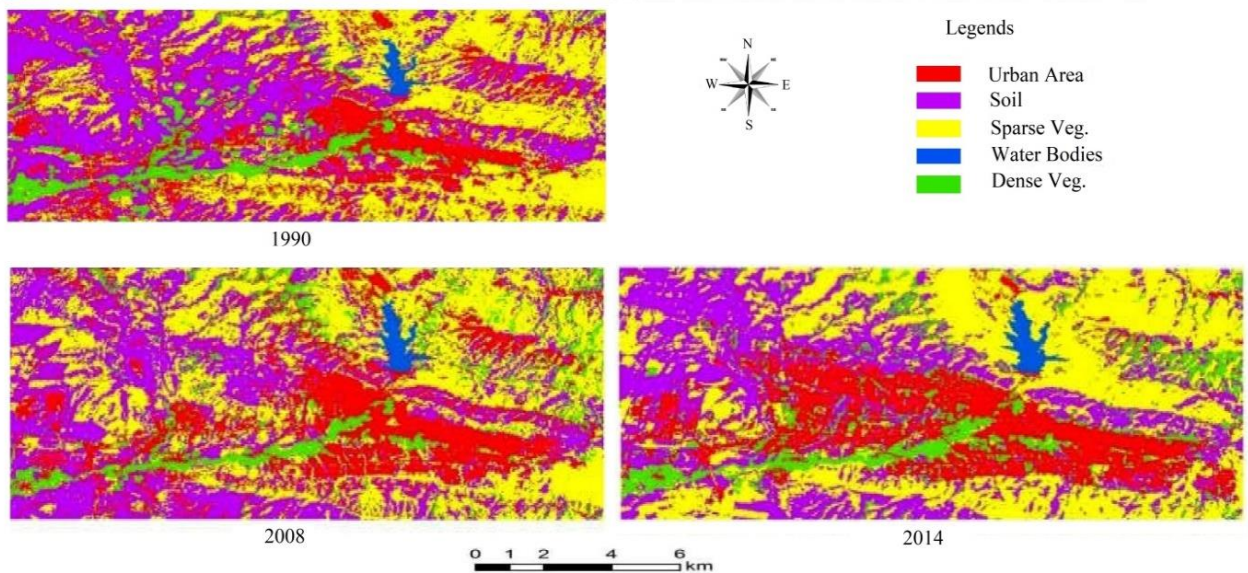 Legends
N
W E
S
Urban Area
Soil
Sparse Veg.
Water Bodies
Dense Veg.
1990
2008
2014
0 1 2 4 6
km